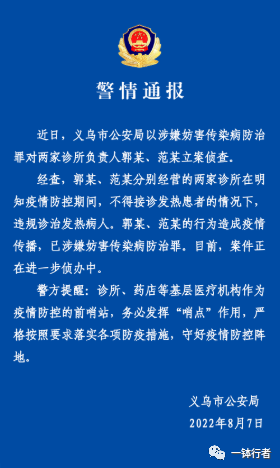 警情通报
近日，义乌市公安局以涉嫌妨害传染病防治
罪对两家诊所负责人郭某、范某立案侦查。
经查，郭某、范某分别经营的两家诊所在明
知疫情防控期间，不得接诊发热患者的情况下，
违规诊治发热病人。郭某、范某的行为造成疫情
传播，已涉嫌妨害传染病防治罪。目前，案件正
在进一步侦办中。
警方提醒：诊所、药店等基层医疗机构作为
疫情防控的前哨站，务必发挥“哨点”作用，严
格按照要求落实各项防疫措施，守好疫情防控阵
地。
义乌市公安局
2022年8月7日
一钵行者